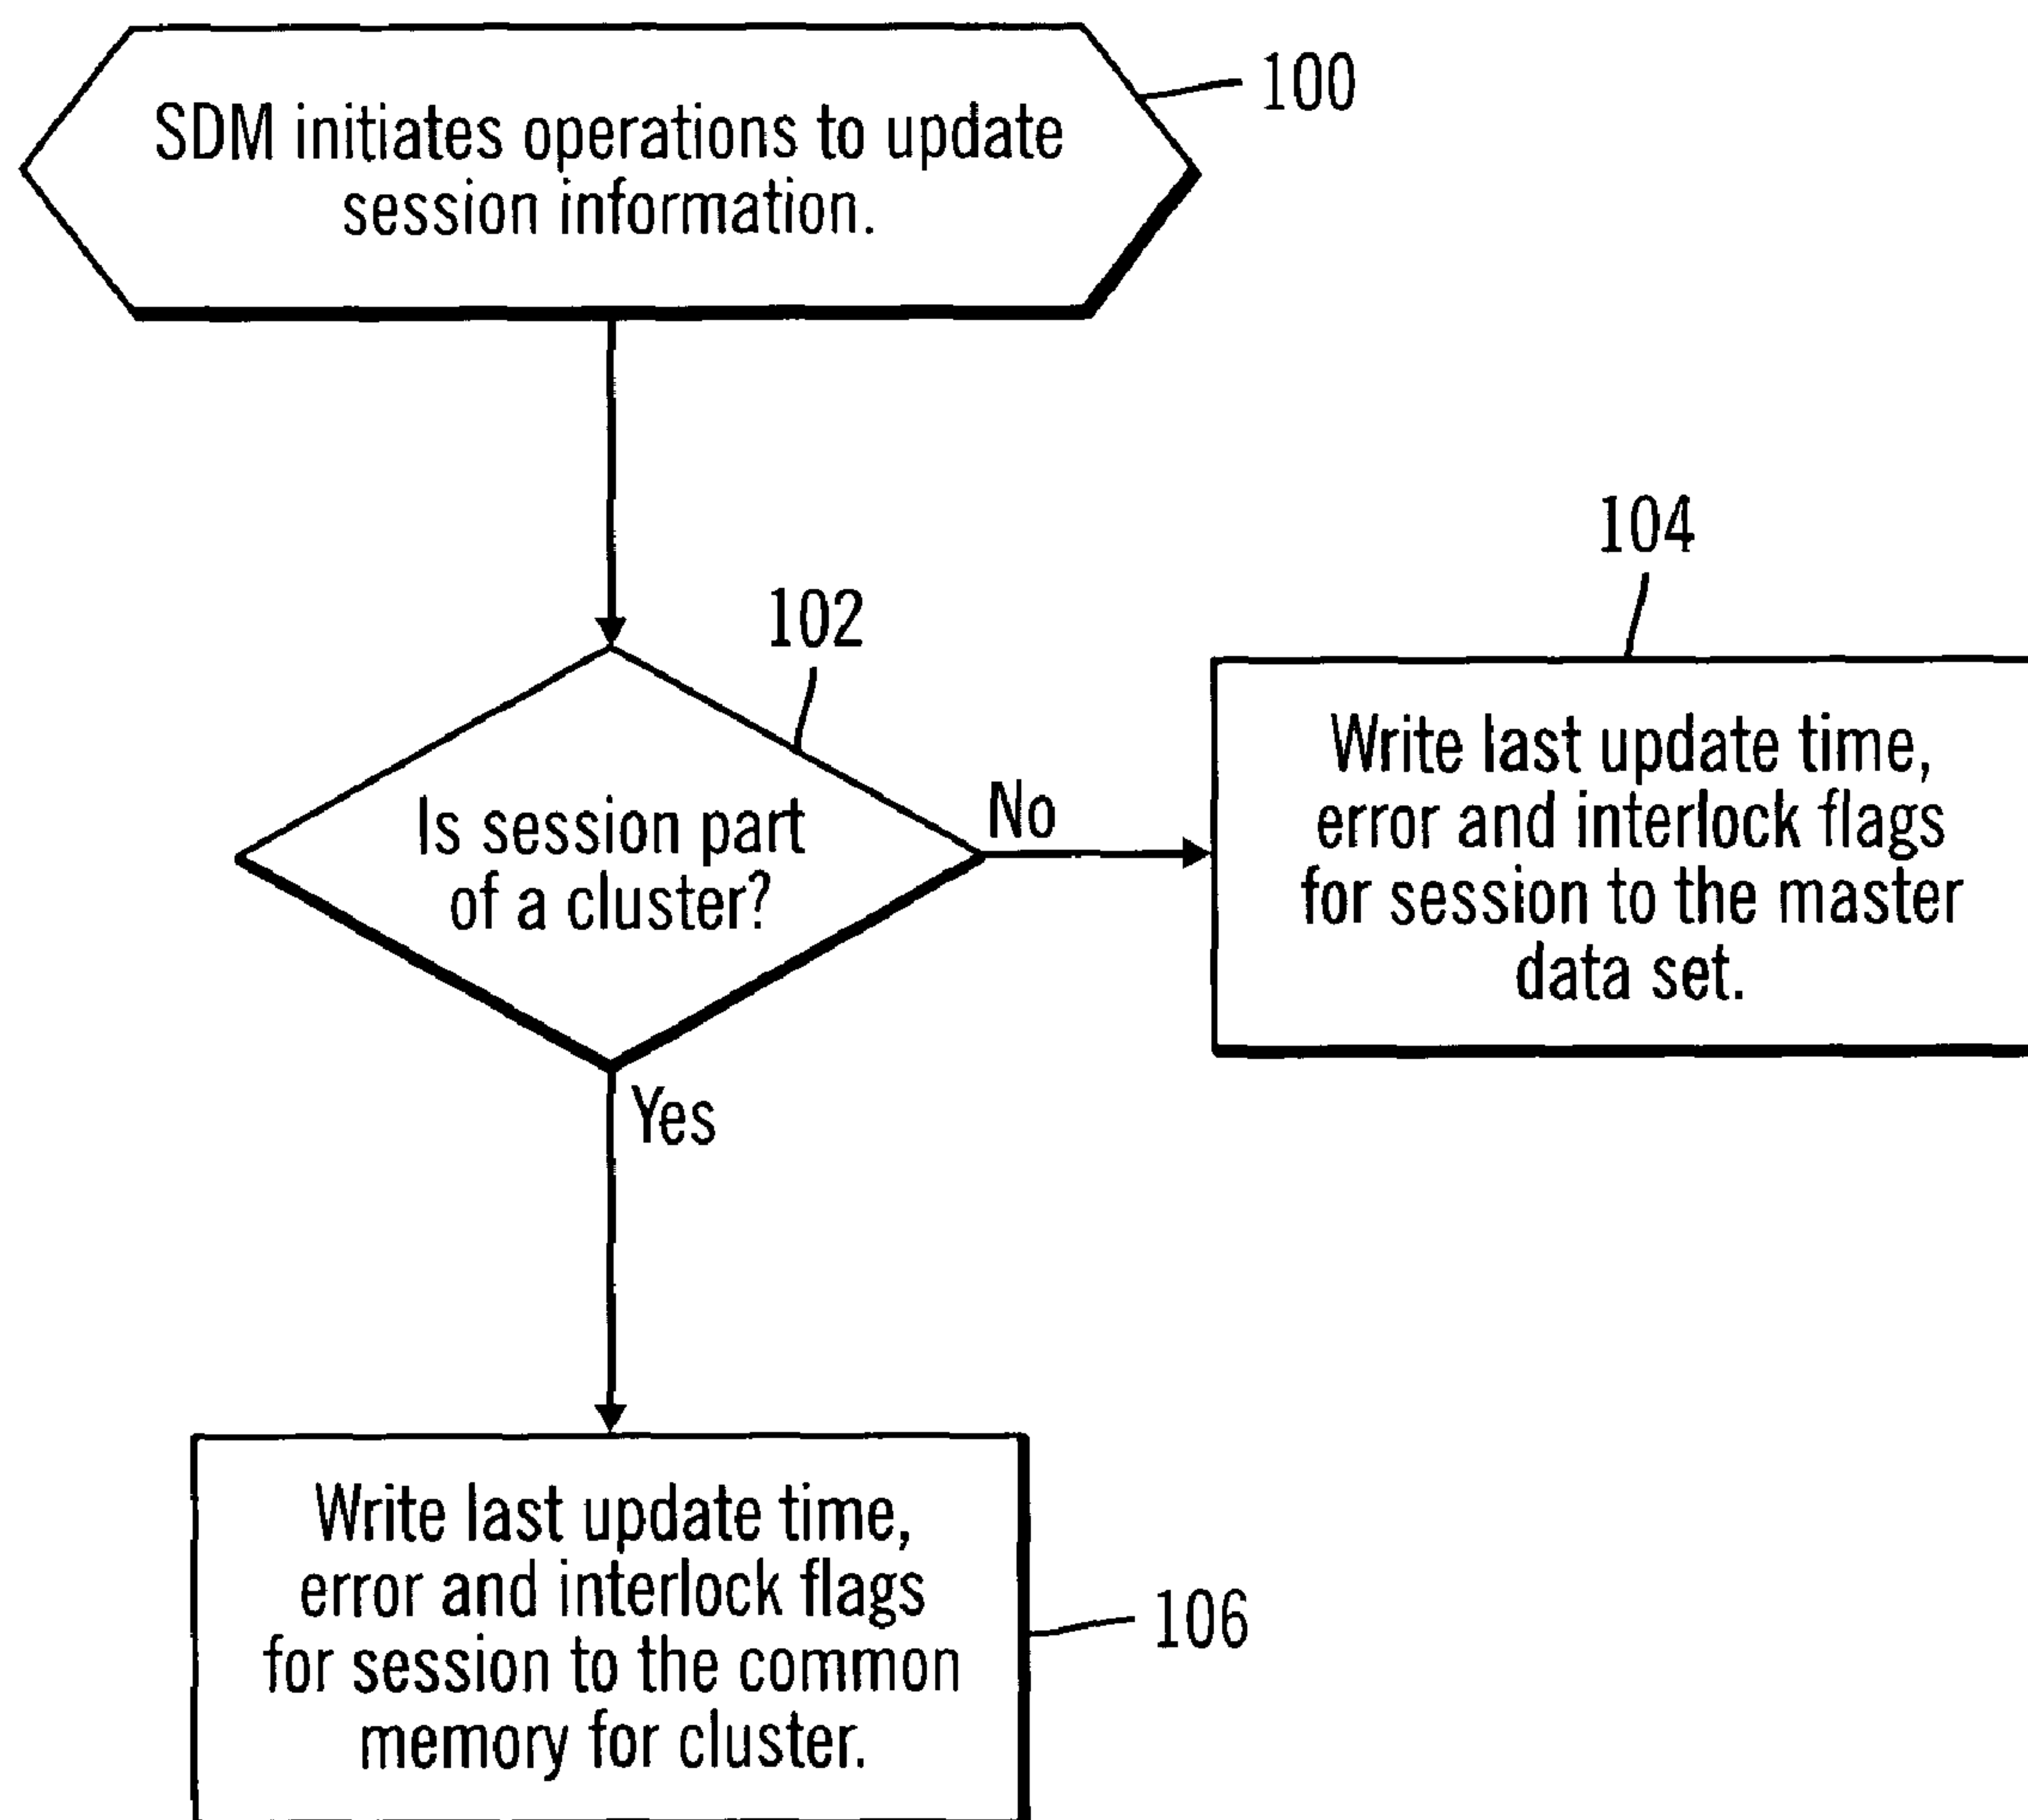 100
SDM initiates operations to update
session information.
104
102
Is session part
of a cluster?
No
Write last update time,
error and interlock flags
for session to the master
data set.
Yes
Write last update time,
error and interlock flags
for session to the common
memory for cluster.
106